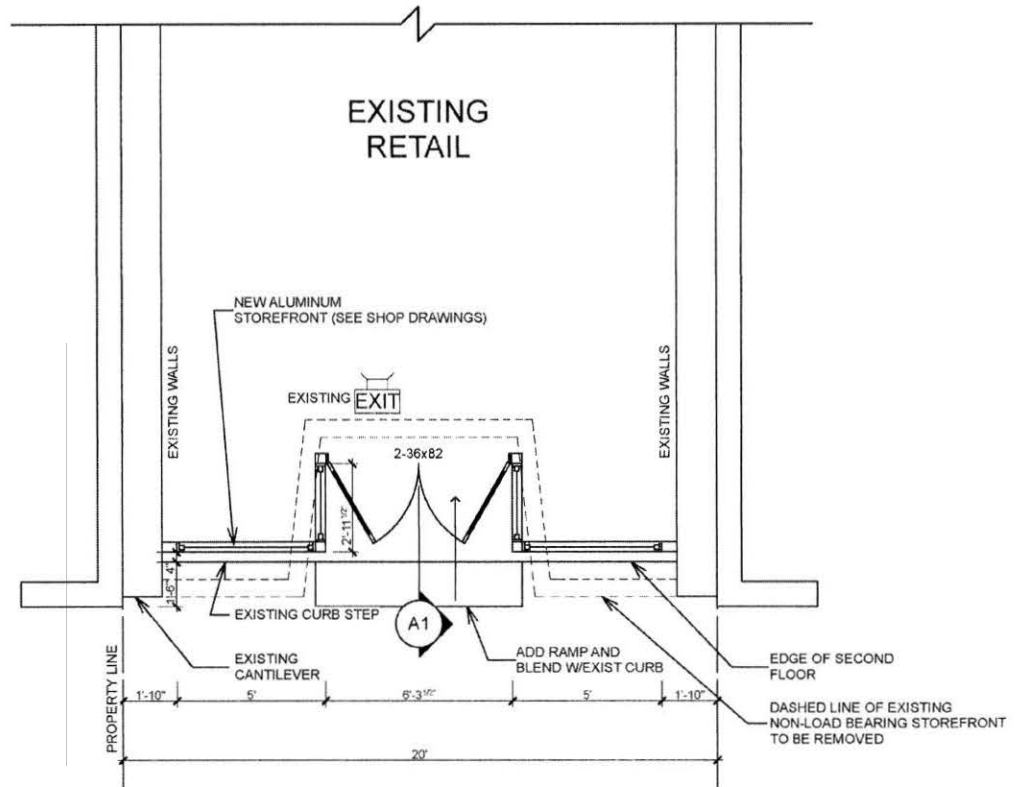 EXISTING
RETAIL
NEW ALUMINUM
STOREFRONT (SEE SHOP DRAWINGS)
EXISTING WALLS
EXISTING WALLS
EXISTING
EXIT
2-36x82
2'-11 1/2"
4"
1'-6"
EXISTING CURB STEP
A1
ADD RAMP AND
BLEND W/EXIST CURB
EXISTING
CANTILEVER
EDGE OF SECOND
FLOOR
PROPERTY LINE
1'-10"
5'
6'-3 1/2"
5'
1'-10"
DASHED LINE OF EXISTING
NON-LOAD BEARING STOREFRONT
TO BE REMOVED
20'